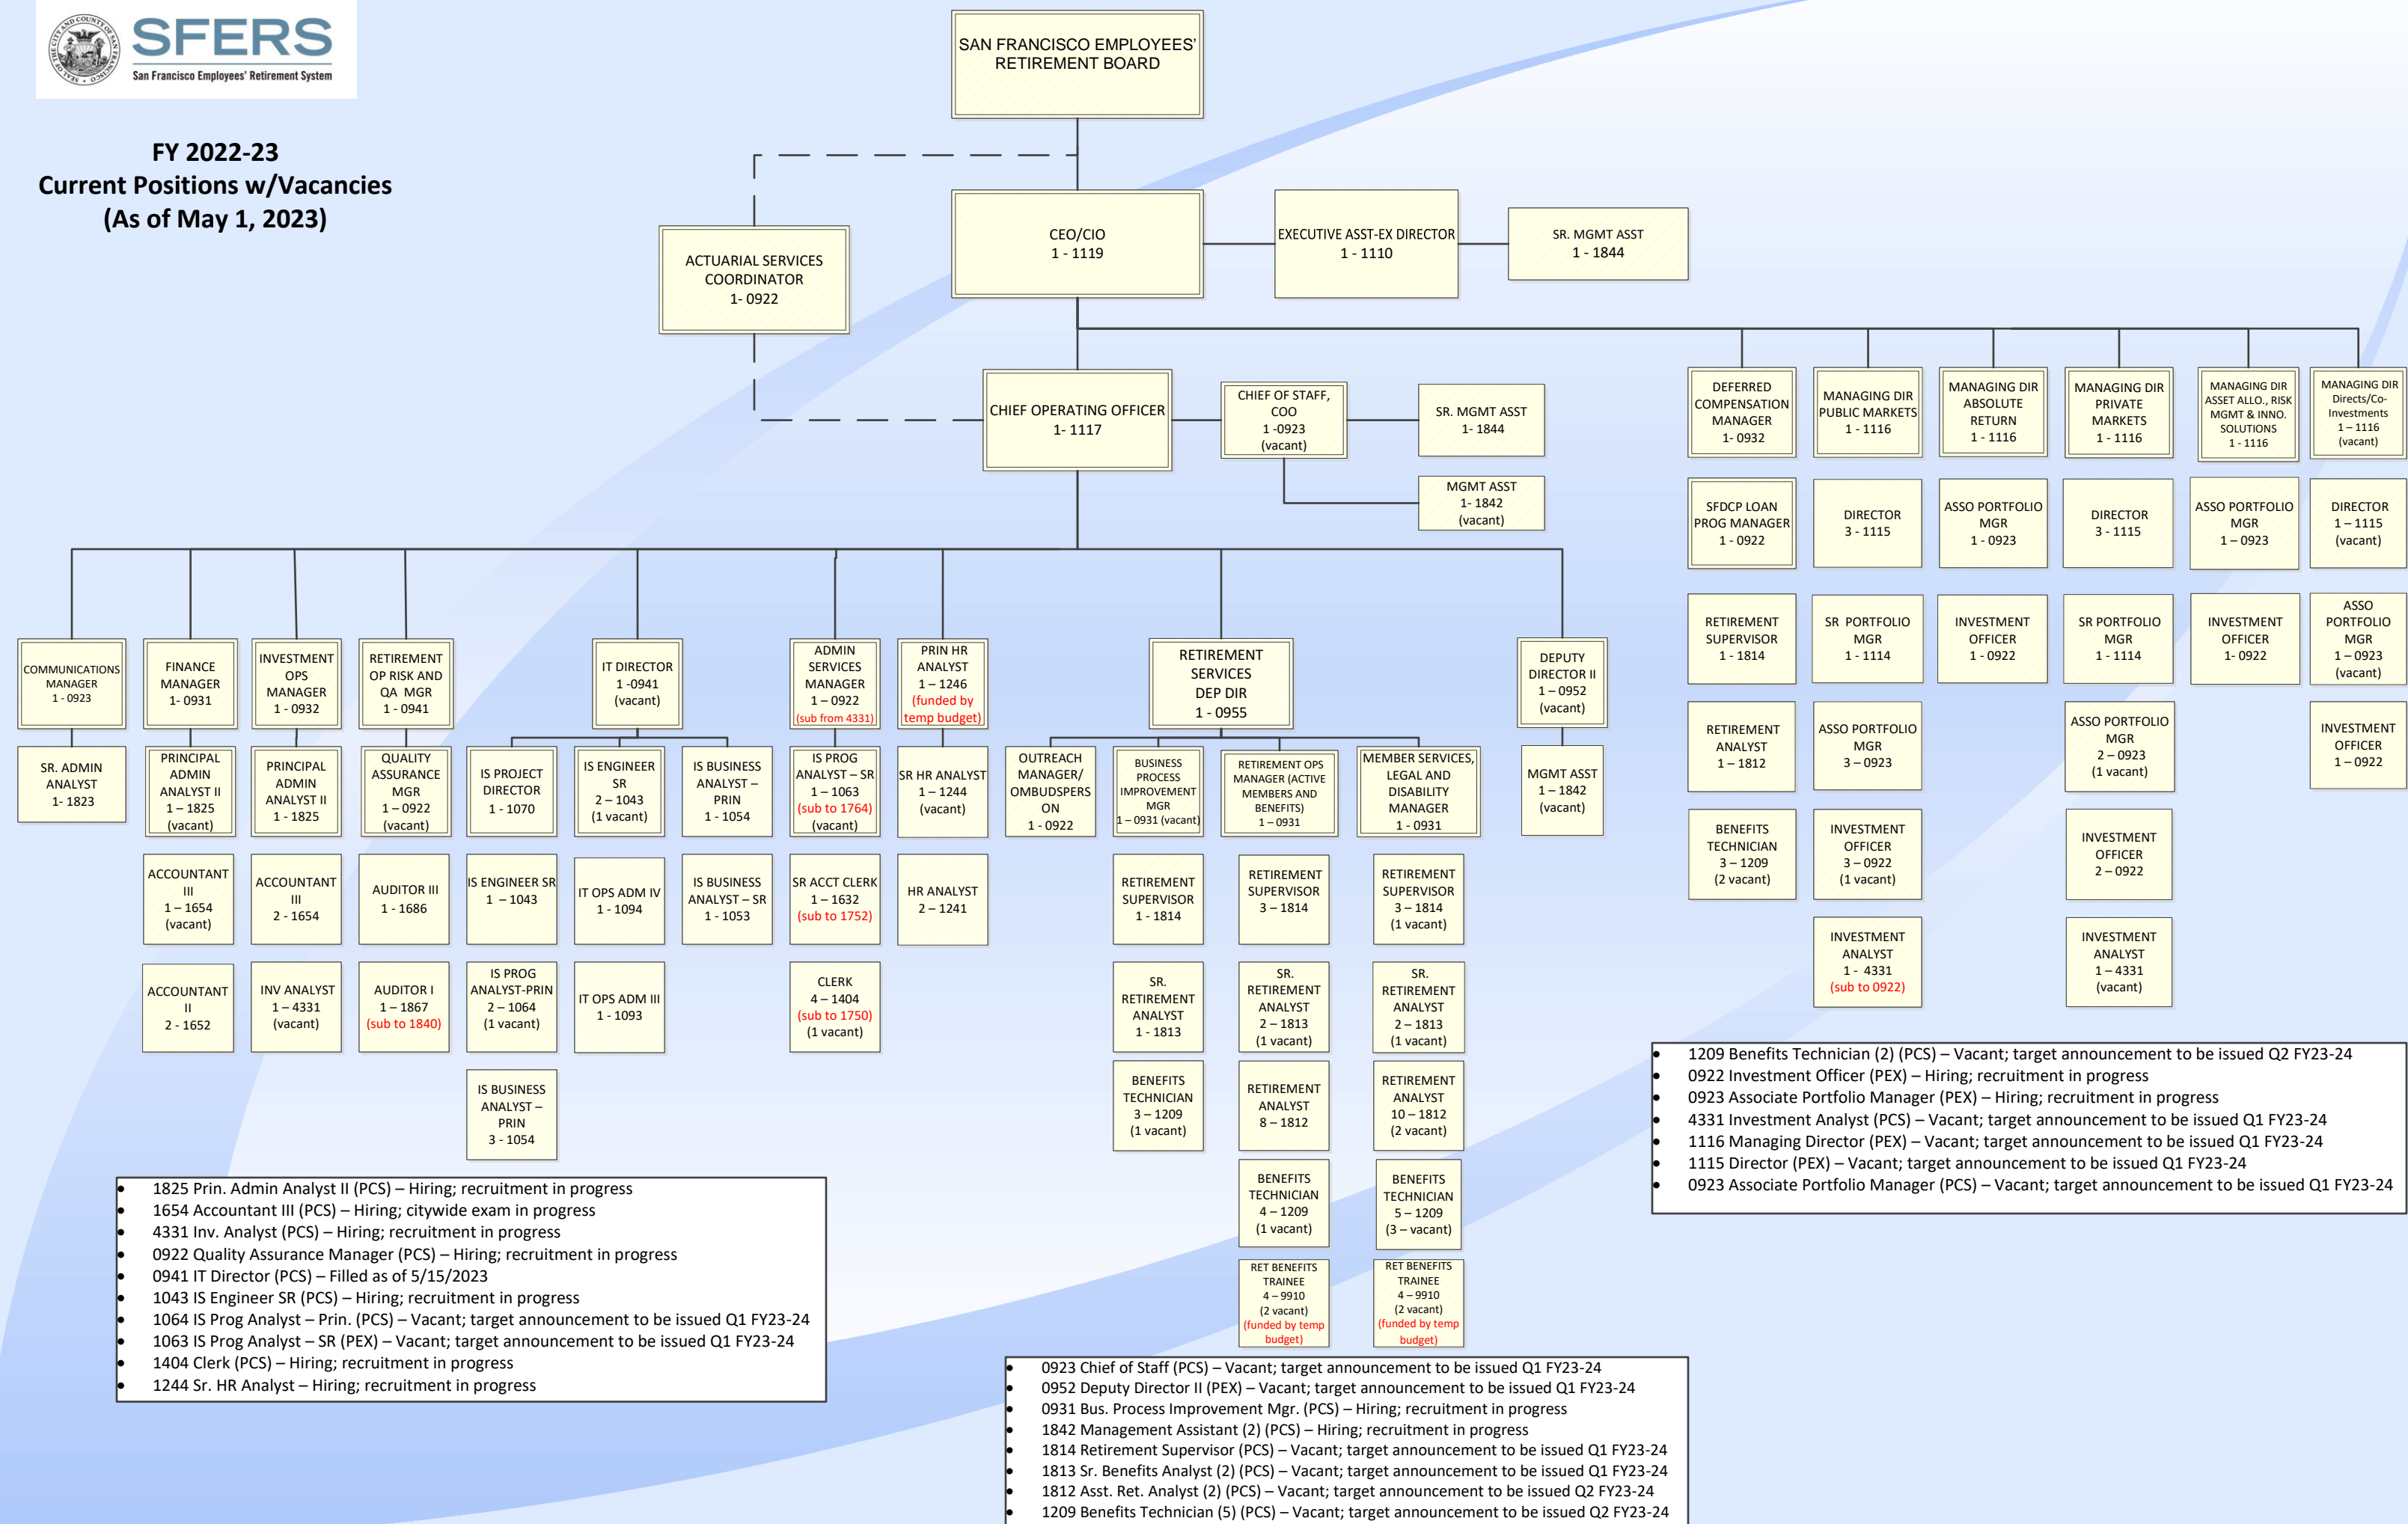 SEAL OF THE CITY AND COUNTY OF SAN FRANCISCO
SFERS
San Francisco Employees' Retirement System
FY 2022-23
Current Positions w/Vacancies
(As of May 1, 2023)
SAN FRANCISCO EMPLOYEES'
RETIREMENT BOARD
ACTUARIAL SERVICES
COORDINATOR
1- 0922
CEO/CIO
1 - 1119
EXECUTIVE ASST-EX DIRECTOR
1 - 1110
SR. MGMT ASST
1 - 1844
CHIEF OPERATING OFFICER
1- 1117
CHIEF OF STAFF,
COO
1 -0923
(vacant)
SR. MGMT ASST
1- 1844
MGMT ASST
1- 1842
(vacant)
DEFERRED
COMPENSATION
MANAGER
1- 0932
SFDCP LOAN
PROG MANAGER
1 - 0922
RETIREMENT
SUPERVISOR
1 - 1814
RETIREMENT
ANALYST
1 – 1812
BENEFITS
TECHNICIAN
3 – 1209
(2 vacant)
MANAGING DIR
PUBLIC MARKETS
1 - 1116
DIRECTOR
3 - 1115
SR PORTFOLIO
MGR
1 - 1114
ASSO PORTFOLIO
MGR
3 – 0923
INVESTMENT
OFFICER
3 – 0922
(1 vacant)
INVESTMENT
ANALYST
1 - 4331
(sub to 0922)
MANAGING DIR
ABSOLUTE
RETURN
1 - 1116
ASSO PORTFOLIO
MGR
1 - 0923
INVESTMENT
OFFICER
1 - 0922
MANAGING DIR
PRIVATE
MARKETS
1 - 1116
DIRECTOR
3 - 1115
SR PORTFOLIO
MGR
1 - 1114
ASSO PORTFOLIO
MGR
2 – 0923
(1 vacant)
INVESTMENT
OFFICER
2 – 0922
INVESTMENT
ANALYST
1 – 4331
(vacant)
MANAGING DIR
ASSET ALLO., RISK
MGMT & INNO.
SOLUTIONS
1 - 1116
ASSO PORTFOLIO
MGR
1 – 0923
INVESTMENT
OFFICER
1- 0922
MANAGING DIR
Directs/Co-
Investments
1 – 1116
(vacant)
DIRECTOR
1 – 1115
(vacant)
ASSO
PORTFOLIO
MGR
1 – 0923
(vacant)
INVESTMENT
OFFICER
1 – 0922
COMMUNICATIONS
MANAGER
1 - 0923
SR. ADMIN
ANALYST
1- 1823
FINANCE
MANAGER
1- 0931
PRINCIPAL
ADMIN
ANALYST II
1 – 1825
(vacant)
ACCOUNTANT
III
1 – 1654
(vacant)
ACCOUNTANT
II
2 - 1652
INVESTMENT
OPS
MANAGER
1 - 0932
PRINCIPAL
ADMIN
ANALYST II
1 - 1825
ACCOUNTANT
III
2 - 1654
INV ANALYST
1 – 4331
(vacant)
RETIREMENT
OP RISK AND
QA MGR
1 - 0941
QUALITY
ASSURANCE
MGR
1 – 0922
(vacant)
AUDITOR III
1 - 1686
AUDITOR I
1 – 1867
(sub to 1840)
IT DIRECTOR
1 -0941
(vacant)
IS PROJECT
DIRECTOR
1 - 1070
IS ENGINEER SR
1 – 1043
IS PROG
ANALYST-PRIN
2 – 1064
(1 vacant)
IS BUSINESS
ANALYST –
PRIN
3 - 1054
IS ENGINEER
SR
2 – 1043
(1 vacant)
IT OPS ADM IV
1 - 1094
IT OPS ADM III
1 - 1093
IS BUSINESS
ANALYST –
PRIN
1 - 1054
IS BUSINESS
ANALYST – SR
1 - 1053
ADMIN
SERVICES
MANAGER
1 – 0922
(sub from 4331)
IS PROG
ANALYST – SR
1 – 1063
(sub to 1764)
(vacant)
SR ACCT CLERK
1 – 1632
(sub to 1752)
CLERK
4 – 1404
(sub to 1750)
(1 vacant)
PRIN HR
ANALYST
1 – 1246
(funded by
temp budget)
SR HR ANALYST
1 – 1244
(vacant)
HR ANALYST
2 – 1241
RETIREMENT
SERVICES
DEP DIR
1 - 0955
OUTREACH
MANAGER/
OMBUDSPERS
ON
1 - 0922
BUSINESS
PROCESS
IMPROVEMENT
MGR
1 – 0931 (vacant)
RETIREMENT
SUPERVISOR
1 - 1814
SR.
RETIREMENT
ANALYST
1 - 1813
BENEFITS
TECHNICIAN
3 – 1209
(1 vacant)
RETIREMENT OPS
MANAGER (ACTIVE
MEMBERS AND
BENEFITS)
1 – 0931
RETIREMENT
SUPERVISOR
3 – 1814
SR.
RETIREMENT
ANALYST
2 – 1813
(1 vacant)
RETIREMENT
ANALYST
8 – 1812
BENEFITS
TECHNICIAN
4 – 1209
(1 vacant)
RET BENEFITS
TRAINEE
4 – 9910
(2 vacant)
(funded by temp
budget)
MEMBER SERVICES,
LEGAL AND
DISABILITY
MANAGER
1 - 0931
RETIREMENT
SUPERVISOR
3 – 1814
(1 vacant)
SR.
RETIREMENT
ANALYST
2 – 1813
(1 vacant)
RETIREMENT
ANALYST
10 – 1812
(2 vacant)
BENEFITS
TECHNICIAN
5 – 1209
(3 – vacant)
RET BENEFITS
TRAINEE
4 – 9910
(2 vacant)
(funded by temp
budget)
DEPUTY
DIRECTOR II
1 – 0952
(vacant)
MGMT ASST
1 – 1842
(vacant)
• 1825 Prin. Admin Analyst II (PCS) – Hiring; recruitment in progress
• 1654 Accountant III (PCS) – Hiring; citywide exam in progress
• 4331 Inv. Analyst (PCS) – Hiring; recruitment in progress
• 0922 Quality Assurance Manager (PCS) – Hiring; recruitment in progress
• 0941 IT Director (PCS) – Filled as of 5/15/2023
• 1043 IS Engineer SR (PCS) – Hiring; recruitment in progress
• 1064 IS Prog Analyst – Prin. (PCS) – Vacant; target announcement to be issued Q1 FY23-24
• 1063 IS Prog Analyst – SR (PEX) – Vacant; target announcement to be issued Q1 FY23-24
• 1404 Clerk (PCS) – Hiring; recruitment in progress
• 1244 Sr. HR Analyst – Hiring; recruitment in progress
• 0923 Chief of Staff (PCS) – Vacant; target announcement to be issued Q1 FY23-24
• 0952 Deputy Director II (PEX) – Vacant; target announcement to be issued Q1 FY23-24
• 0931 Bus. Process Improvement Mgr. (PCS) – Hiring; recruitment in progress
• 1842 Management Assistant (2) (PCS) – Hiring; recruitment in progress
• 1814 Retirement Supervisor (PCS) – Vacant; target announcement to be issued Q1 FY23-24
• 1813 Sr. Benefits Analyst (2) (PCS) – Vacant; target announcement to be issued Q1 FY23-24
• 1812 Asst. Ret. Analyst (2) (PCS) – Vacant; target announcement to be issued Q2 FY23-24
• 1209 Benefits Technician (5) (PCS) – Vacant; target announcement to be issued Q2 FY23-24
• 1209 Benefits Technician (2) (PCS) – Vacant; target announcement to be issued Q2 FY23-24
• 0922 Investment Officer (PEX) – Hiring; recruitment in progress
• 0923 Associate Portfolio Manager (PEX) – Hiring; recruitment in progress
• 4331 Investment Analyst (PCS) – Vacant; target announcement to be issued Q1 FY23-24
• 1116 Managing Director (PEX) – Vacant; target announcement to be issued Q1 FY23-24
• 1115 Director (PEX) – Vacant; target announcement to be issued Q1 FY23-24
• 0923 Associate Portfolio Manager (PCS) – Vacant; target announcement to be issued Q1 FY23-24